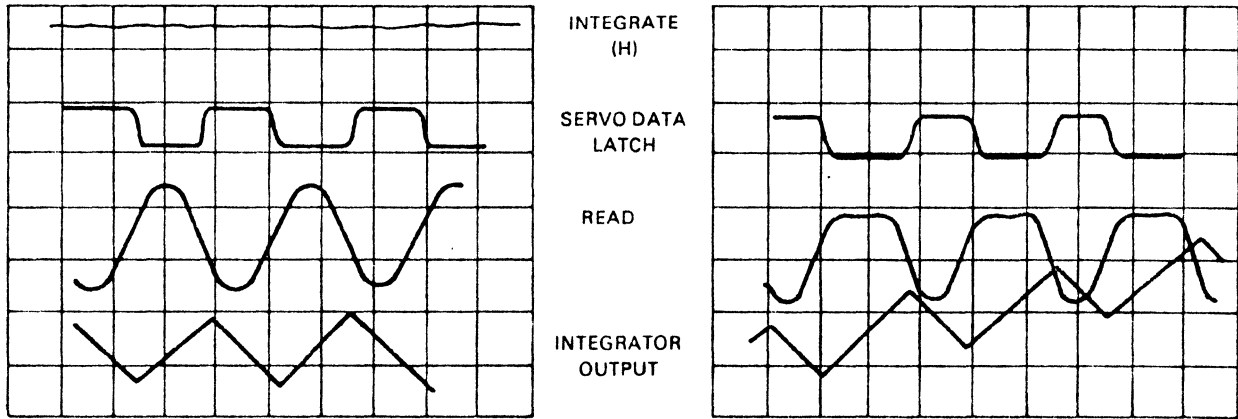 INTEGRATE
(H)
SERVO DATA
LATCH
READ
INTEGRATOR
OUTPUT